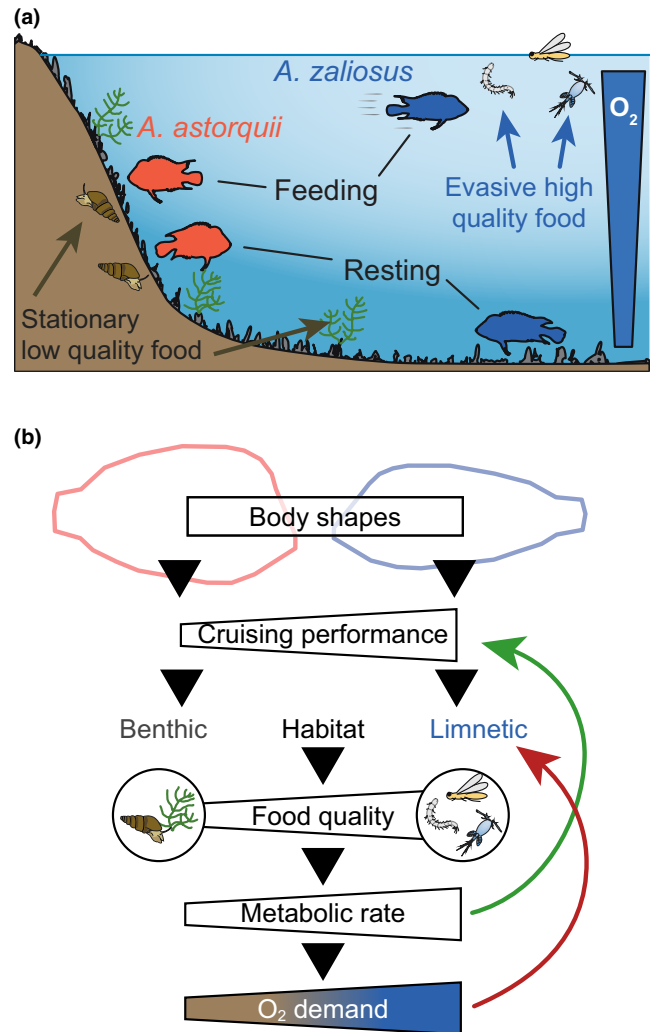 (a)
A. zaliosus
O₂
A. astorquii
Feeding
Evasive high
quality food
Resting
Stationary
low quality food
(b)
Body shapes
Cruising performance
Benthic
Habitat
Limnetic
Food quality
Metabolic rate
O₂ demand